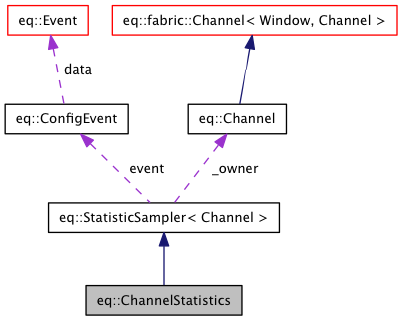 eq::Event
eq::fabric::Channel< Window, Channel >
data
eq::ConfigEvent
eq::Channel
event
_owner
eq::StatisticSampler< Channel >
eq::ChannelStatistics